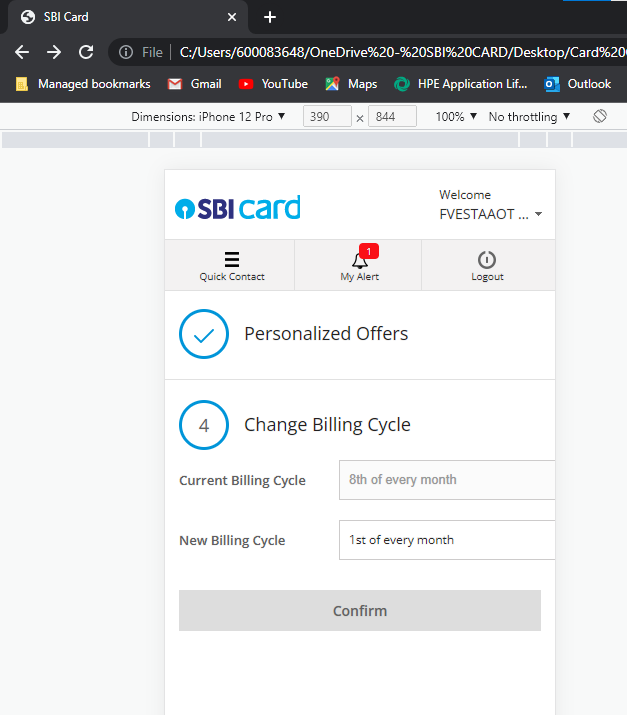 SBI Card
File C:/Users/600083648/OneDrive%20-%20SBI%20CARD/Desktop/Card%20
Managed bookmarks Gmail YouTube Maps HPE Application Lif... Outlook
Dimensions: iPhone 12 Pro ▼ 390 × 844 100% ▼ No throttling ▼
SBI card
Welcome
FVESTAAOT ...
1
Quick Contact My Alert Logout
Personalized Offers
4 Change Billing Cycle
Current Billing Cycle 8th of every month
New Billing Cycle 1st of every month
Confirm